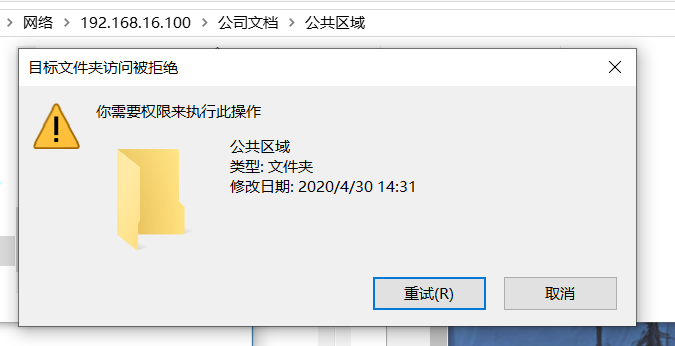 网络 > 192.168.16.100 > 公司文档 > 公共区域
目标文件夹访问被拒绝
你需要权限来执行此操作
公共区域
类型: 文件夹
修改日期: 2020/4/30 14:31
重试(R)
取消